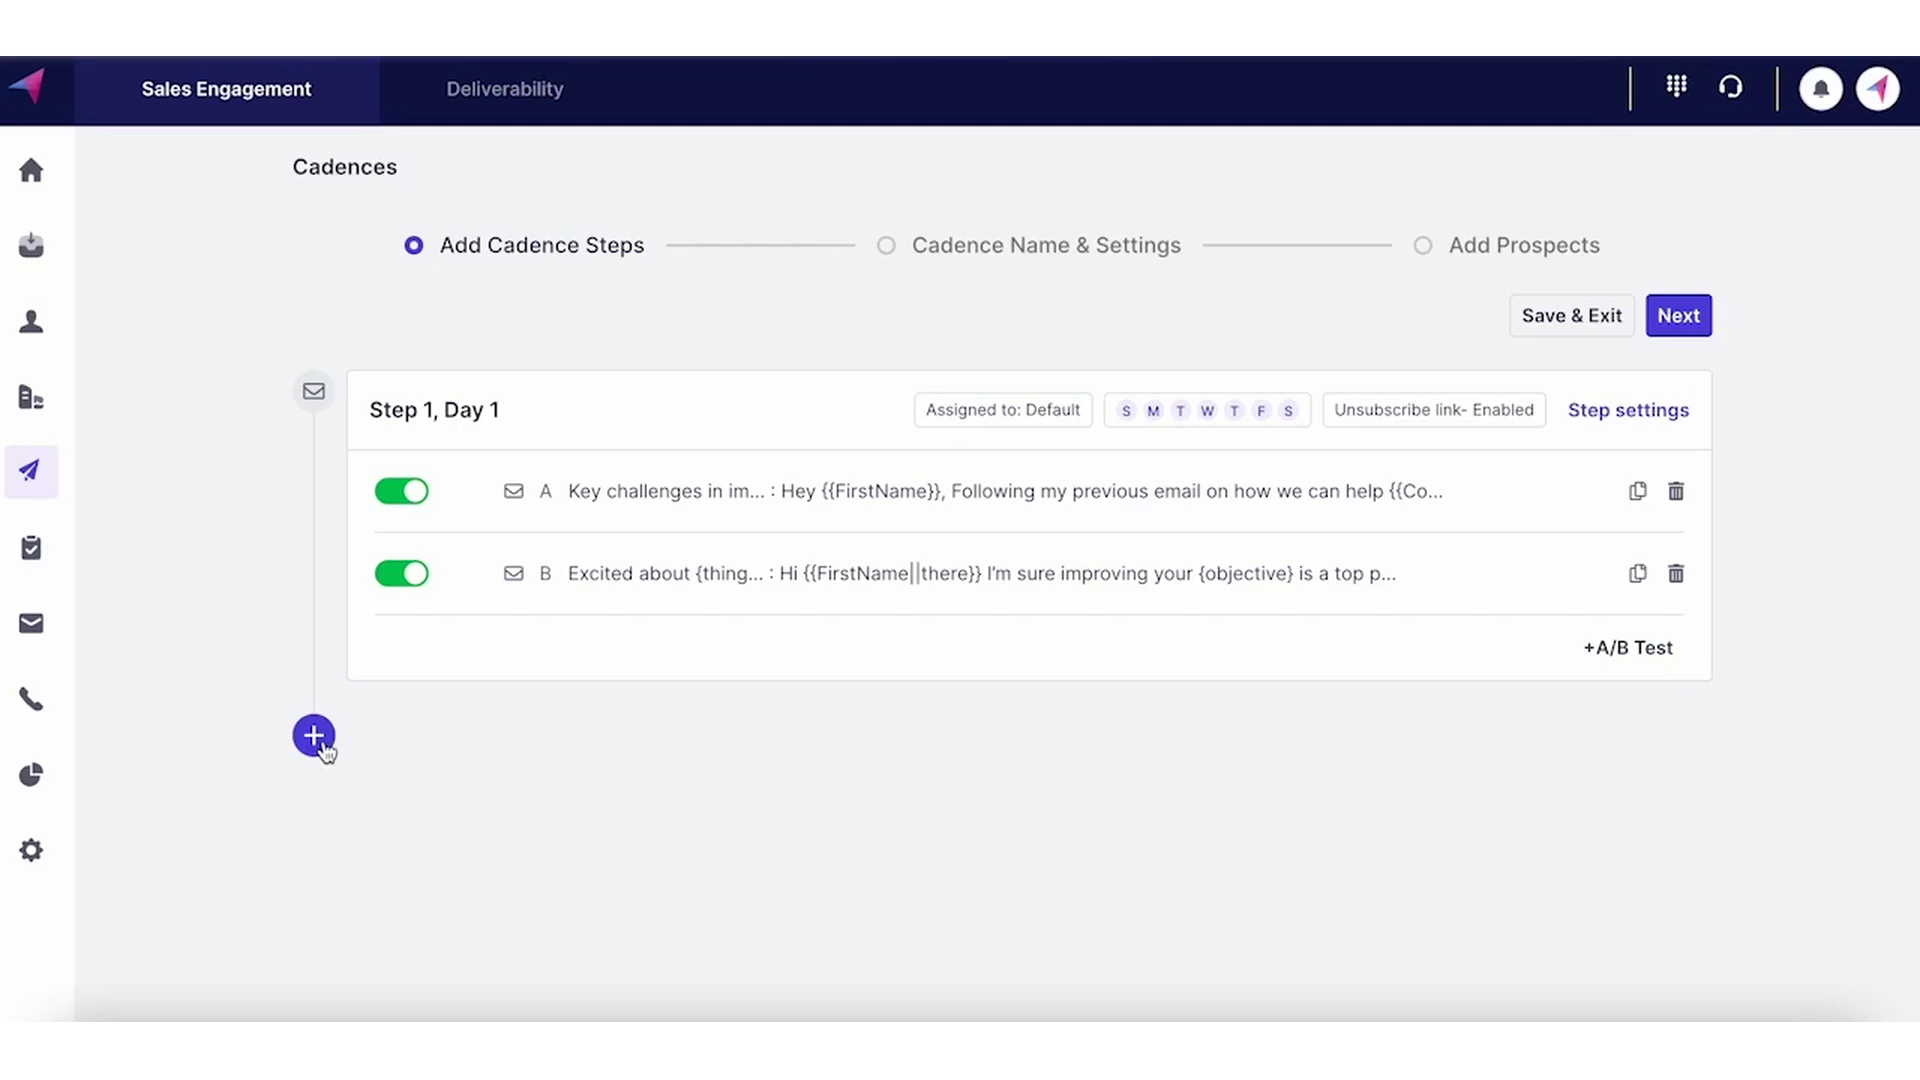 Sales Engagement
Deliverability
Cadences
Add Cadence Steps
Cadence Name & Settings
Add Prospects
Save & Exit
Next
Step 1, Day 1
Assigned to: Default
S M T W T F S
Unsubscribe link- Enabled
Step settings
A Key challenges in im... : Hey {{FirstName}}, Following my previous email on how we can help {{Co...
B Excited about {thing... : Hi {{FirstName||there}} I'm sure improving your {objective} is a top p...
+A/B Test